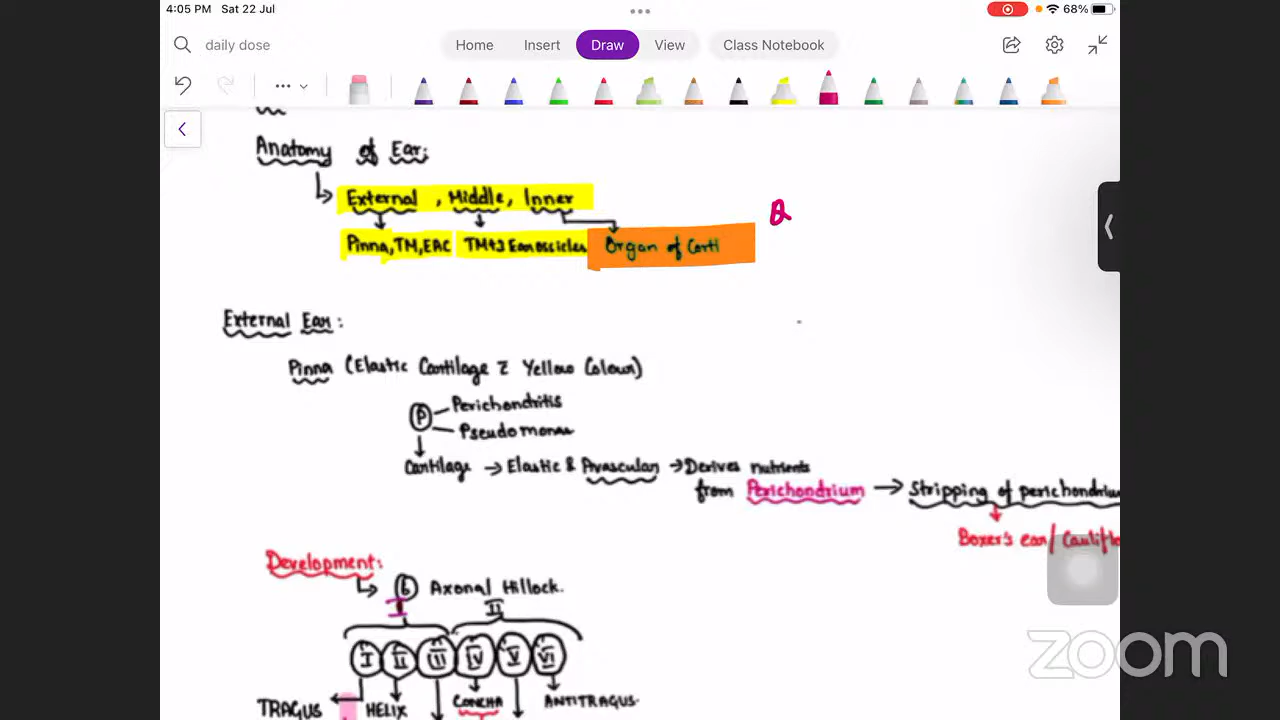 4:05 PM Sat 22 Jul
68%
daily dose
Home Insert Draw View Class Notebook
Anatomy of Ear:
External, Middle, Inner
Pinna, TM, EAC TM+3 Ear ossicles Organ of Corti
External Ear:
Pinna (Elastic Cartilage Yellow Colour)
P Perichondritis
Pseudomonas
Cartilage → Elastic & Avascular → Derives nutrients
from Perichondrium → Stripping of perichondrium
Boxer's ear/ Caulifl
Development:
6 Axonal Hillock.
I II
I II III IV V VI
TRAGUS HELIX CONCHA ANTITRAGUS
zoom